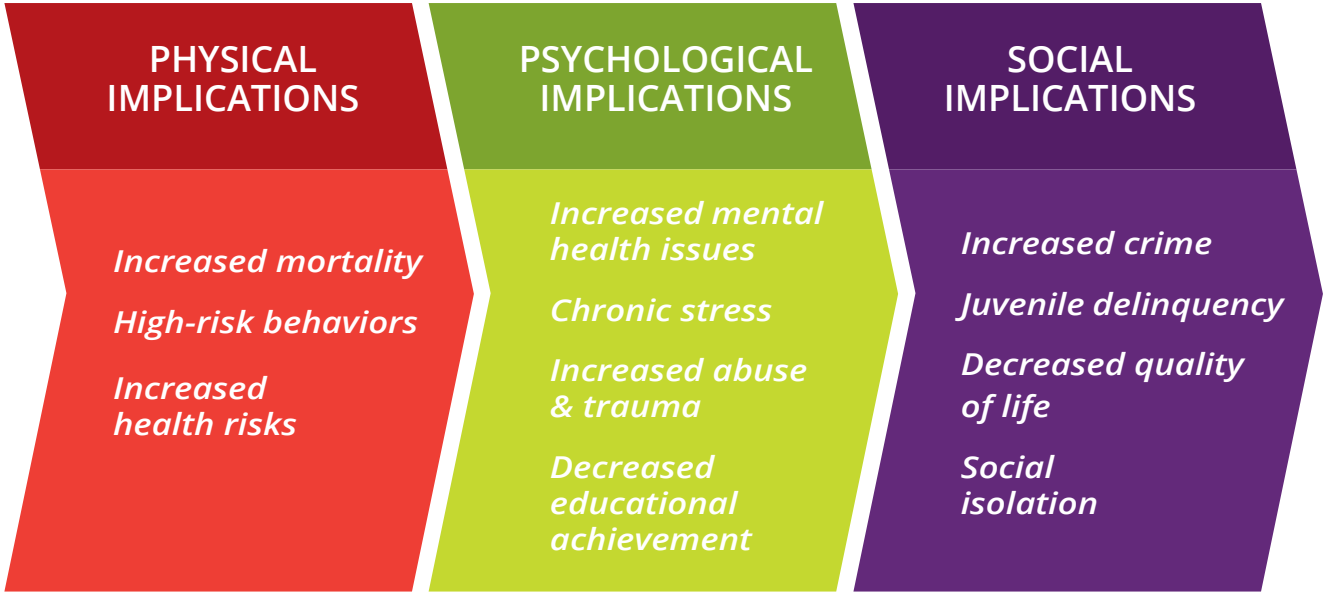 PHYSICAL
IMPLICATIONS
Increased mortality
High-risk behaviors
Increased
health risks
PSYCHOLOGICAL
IMPLICATIONS
Increased mental
health issues
Chronic stress
Increased abuse
& trauma
Decreased
educational
achievement
SOCIAL
IMPLICATIONS
Increased crime
Juvenile delinquency
Decreased quality
of life
Social
isolation